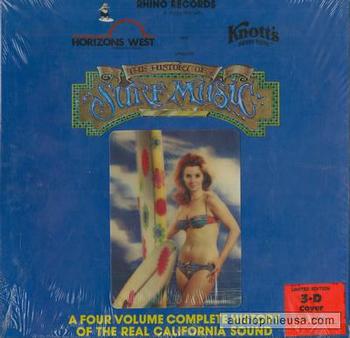 RHINO RECORDS
HORIZONS WEST
Knott's
THE HISTORY OF
SURF MUSIC
LIMITED EDITION
3-D
Cover
A FOUR VOLUME COMPLETE HISTORY
OF THE REAL CALIFORNIA SOUND
© audiophileusa.com